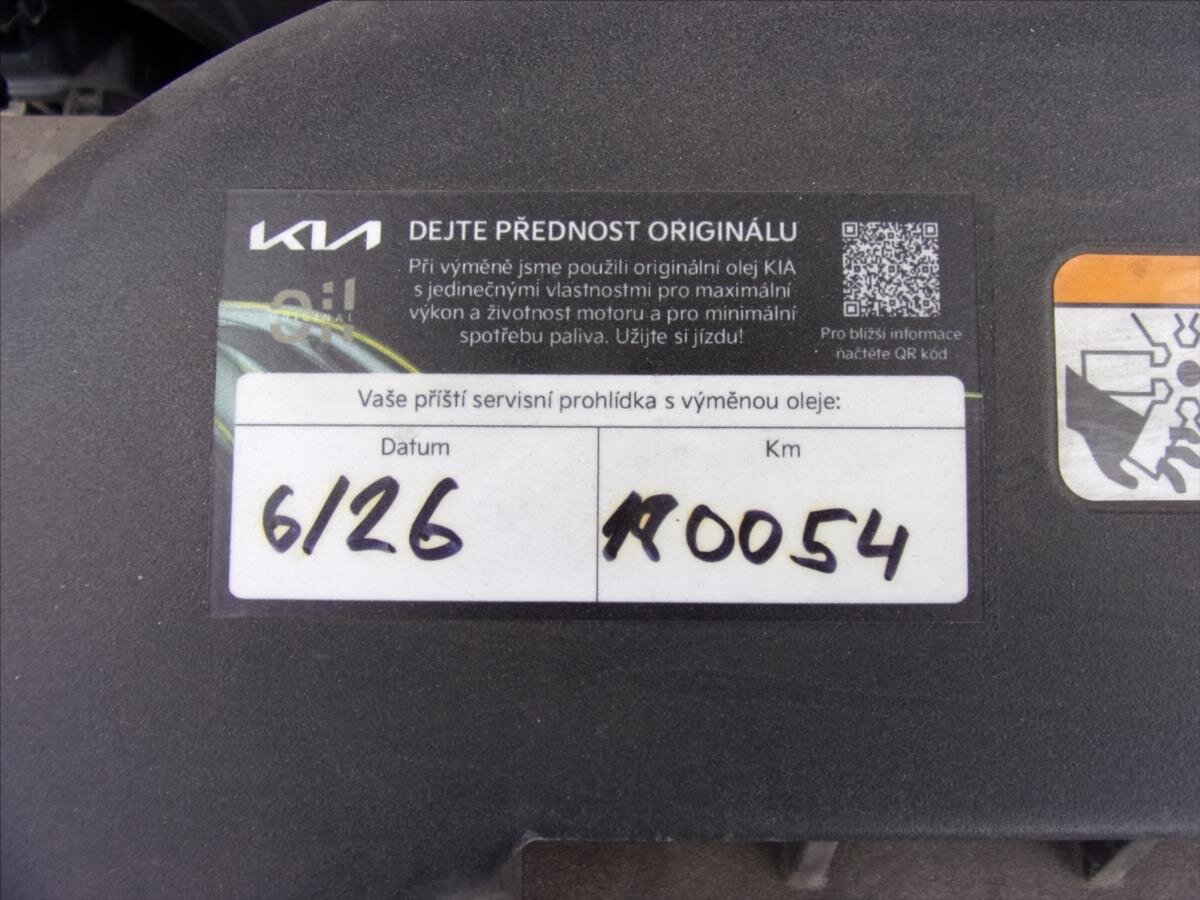 KIA
DEJTE PŘEDNOST ORIGINÁLU
Při výměně jsme použili originální olej KIA
s jedinečnými vlastnostmi pro maximální
výkon a životnost motoru a pro minimální
spotřebu paliva. Užijte si jízdu!
oil
ORIGINAL
Pro bližší informace
načtěte QR kód
Vaše příští servisní prohlídka s výměnou oleje:
Datum
Km
6/26